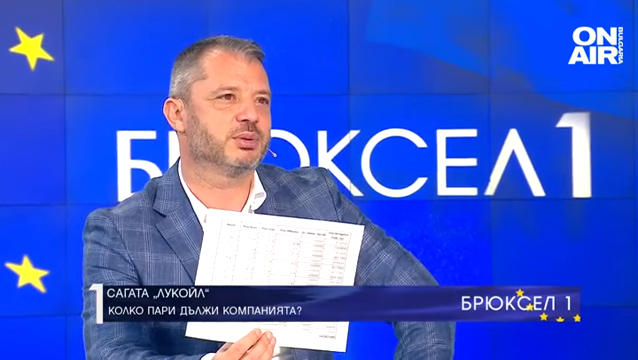 ON
AIR
BULGARIA
БРЮКСЕЛ 1
САГАТА „ЛУКОЙЛ“
КОЛКО ПАРИ ДЪЛЖИ КОМПАНИЯТА?
БРЮКСЕЛ 1